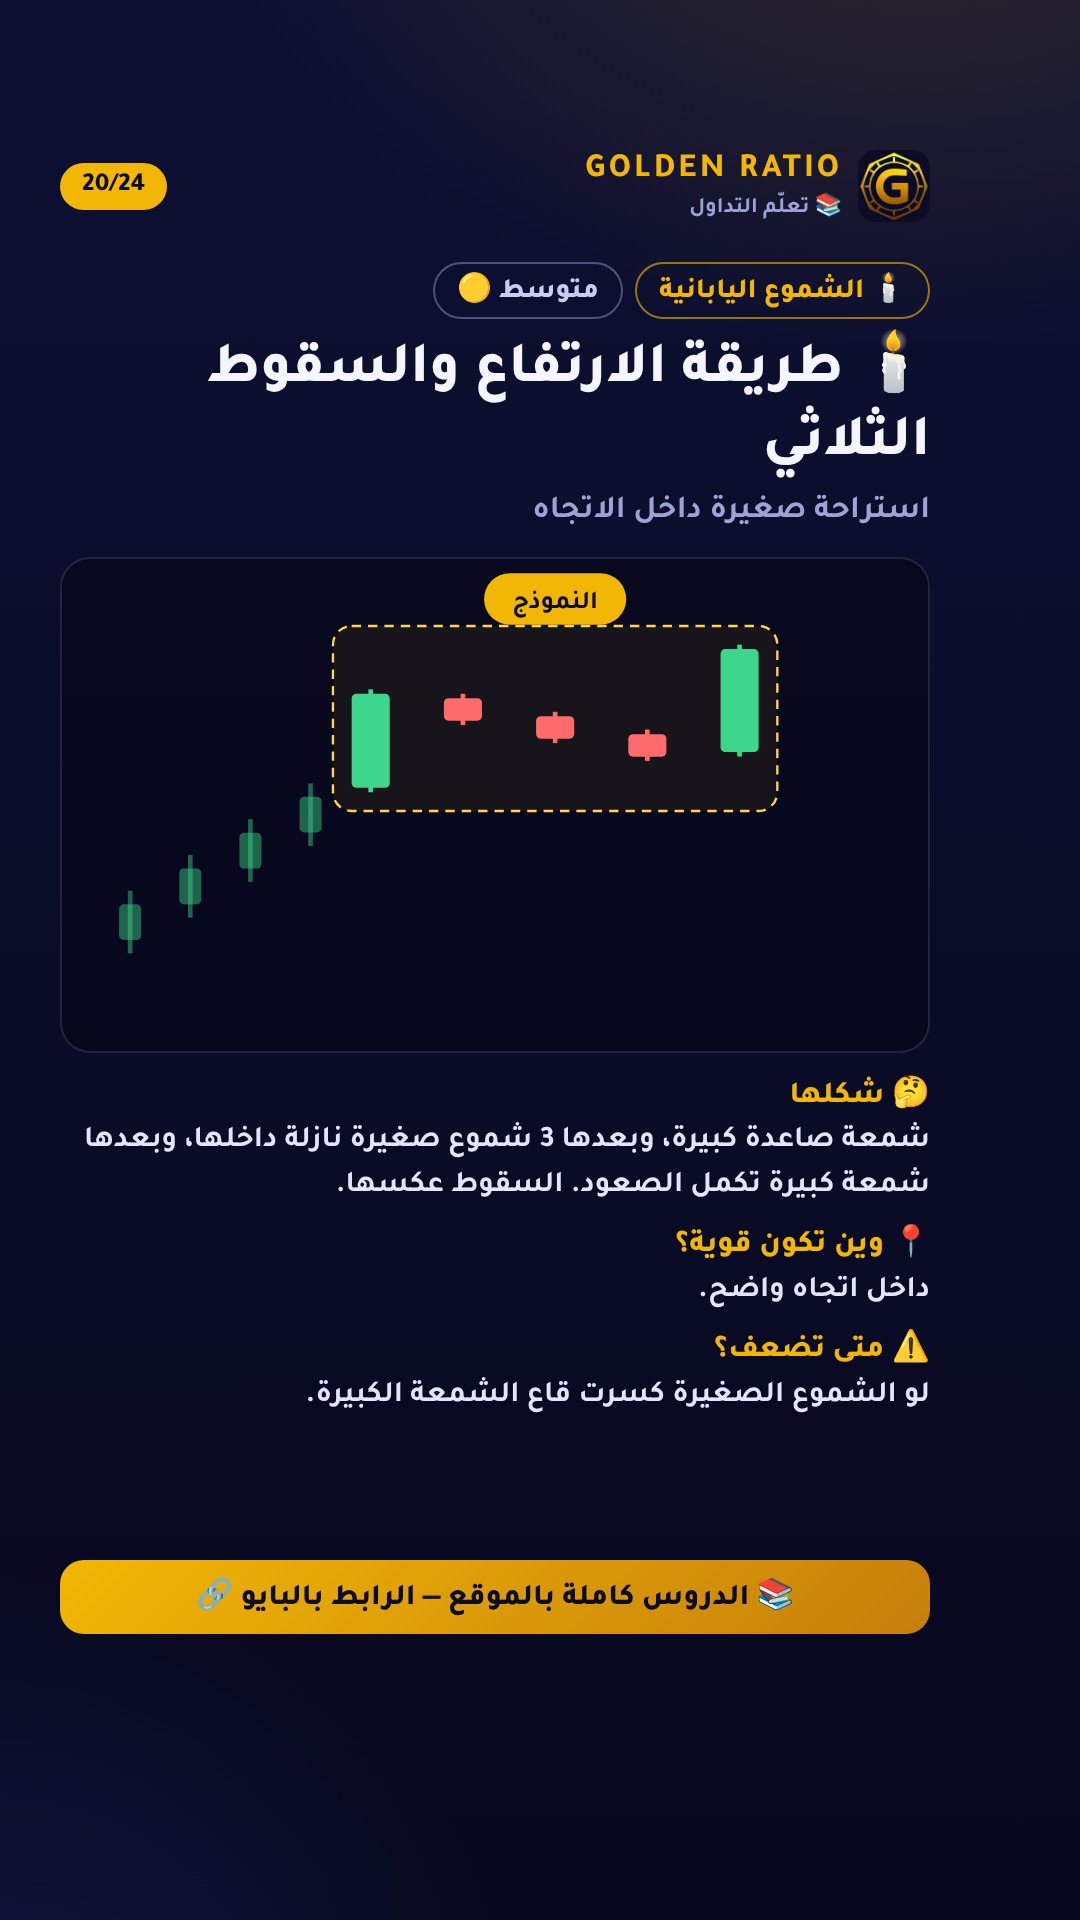 GOLDEN RATIO
📚 تعلّم التداول
20/24
🕯️ الشموع اليابانية
متوسط 🟡
🕯️ طريقة الارتفاع والسقوط
الثلاثي
استراحة صغيرة داخل الاتجاه
النموذج
🤔 شكلها
شمعة صاعدة كبيرة، وبعدها 3 شموع صغيرة نازلة داخلها، وبعدها
شمعة كبيرة تكمل الصعود. السقوط عكسها.
📍 وين تكون قوية؟
داخل اتجاه واضح.
⚠️ متى تضعف؟
لو الشموع الصغيرة كسرت قاع الشمعة الكبيرة.
📚 الدروس كاملة بالموقع — الرابط بالبايو 🔗